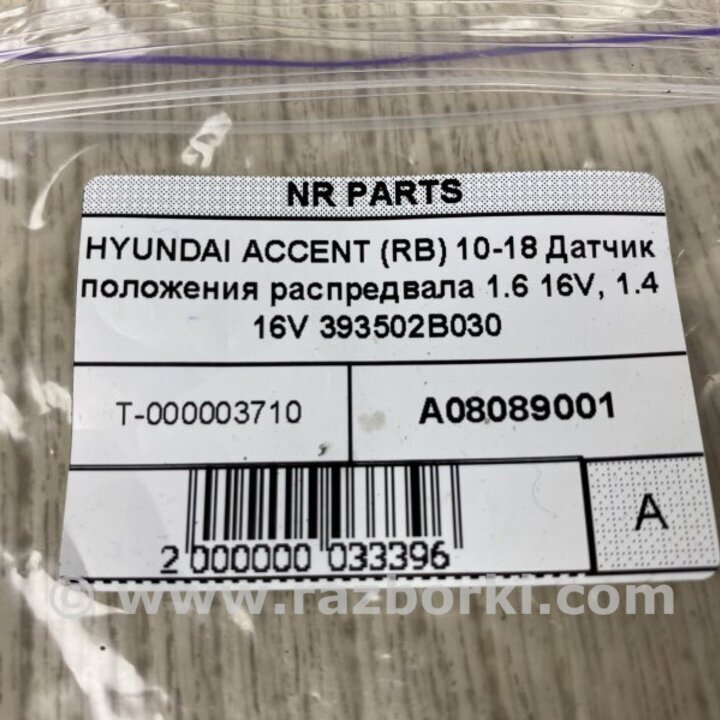 NR PARTS
HYUNDAI ACCENT (RB) 10-18 Датчик
положения распредвала 1.6 16V, 1.4
16V 393502B030
T-000003710
A08089001
A
2 000000 033396
© www.razborki.com